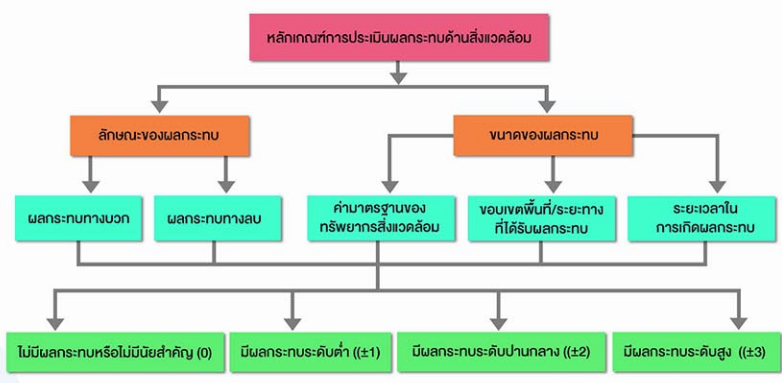 หลักเกณฑ์การประเมินผลกระทบด้านสิ่งแวดล้อม
ลักษณะของผลกระทบ
ขนาดของผลกระทบ
ผลกระทบทางบวก
ผลกระทบทางลบ
ค่ามาตรฐานของ
ทรัพยากรสิ่งแวดล้อม
ขอบเขตพื้นที่/ระยะทาง
ที่ได้รับผลกระทบ
ระยะเวลาใน
การเกิดผลกระทบ
ไม่มีผลกระทบหรือไม่มีนัยสำคัญ (0)
มีผลกระทบระดับต่ำ ((±1)
มีผลกระทบระดับปานกลาง ((±2)
มีผลกระทบระดับสูง ((±3)